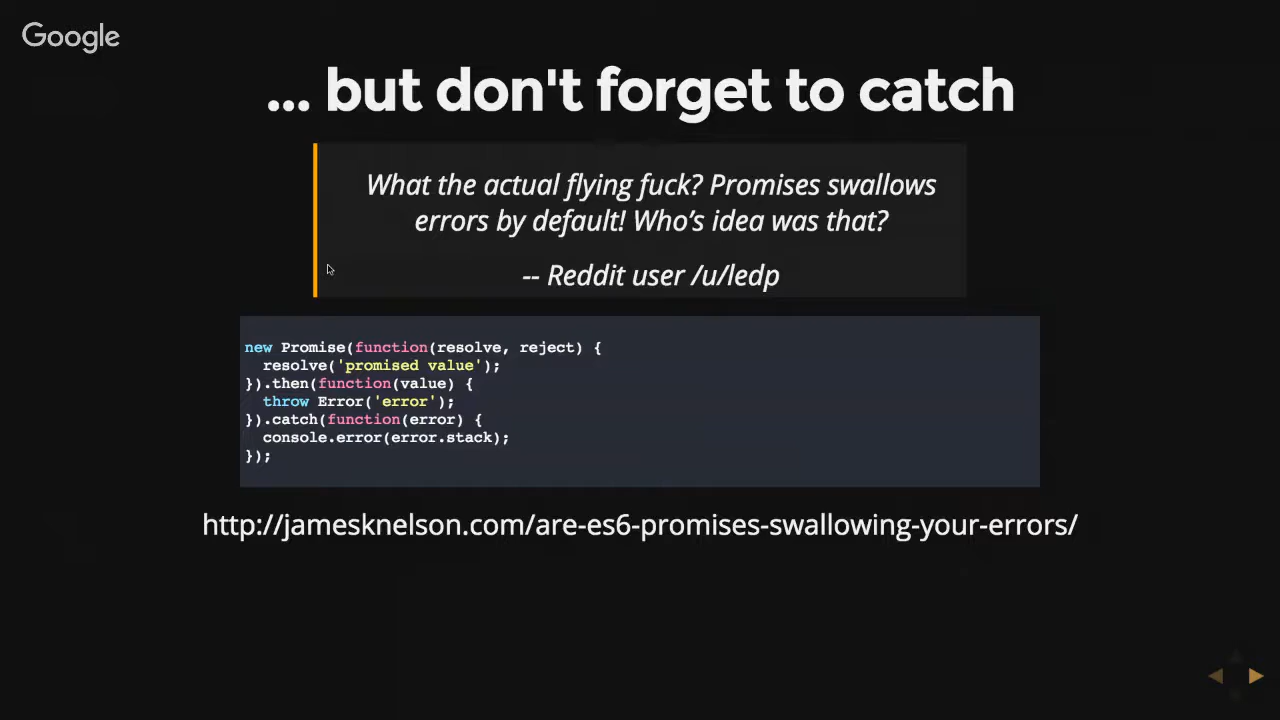 Google
... but don't forget to catch
What the actual flying fuck? Promises swallows
errors by default! Who’s idea was that?
-- Reddit user /u/ledp
new Promise(function(resolve, reject) {
  resolve('promised value');
}).then(function(value) {
  throw Error('error');
}).catch(function(error) {
  console.error(error.stack);
});
http://jamesknelson.com/are-es6-promises-swallowing-your-errors/